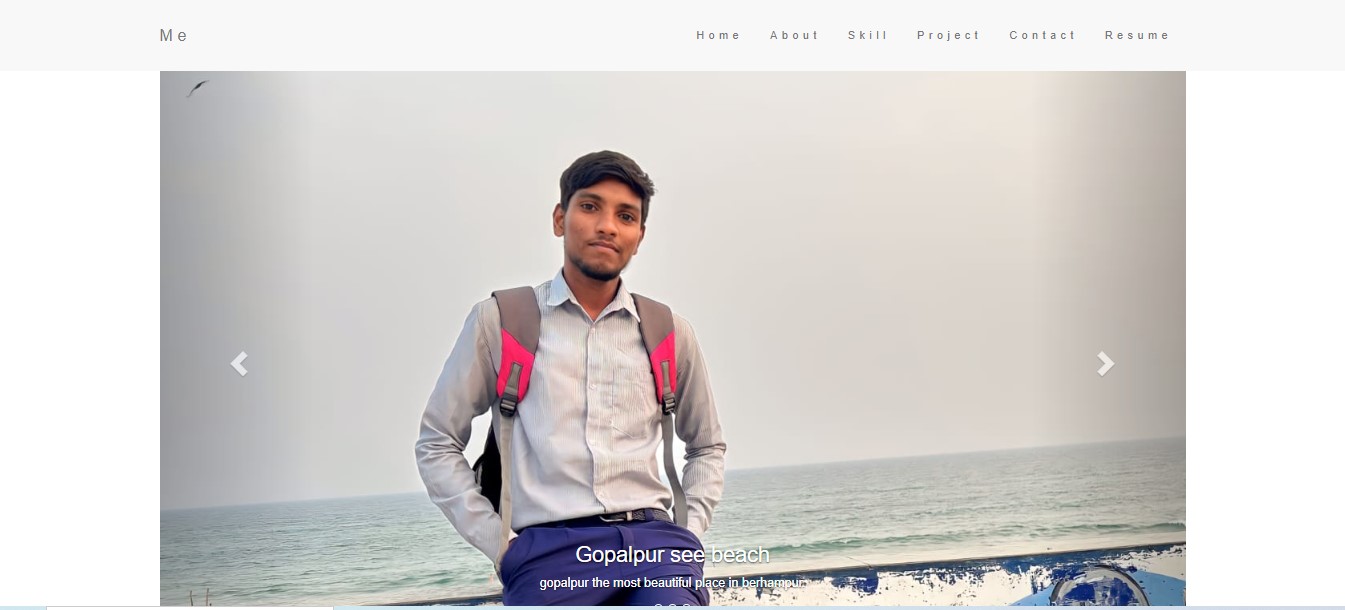 Me
Home About Skill Project Contact Resume
Gopalpur see beach
gopalpur the most beautiful place in berhampur.